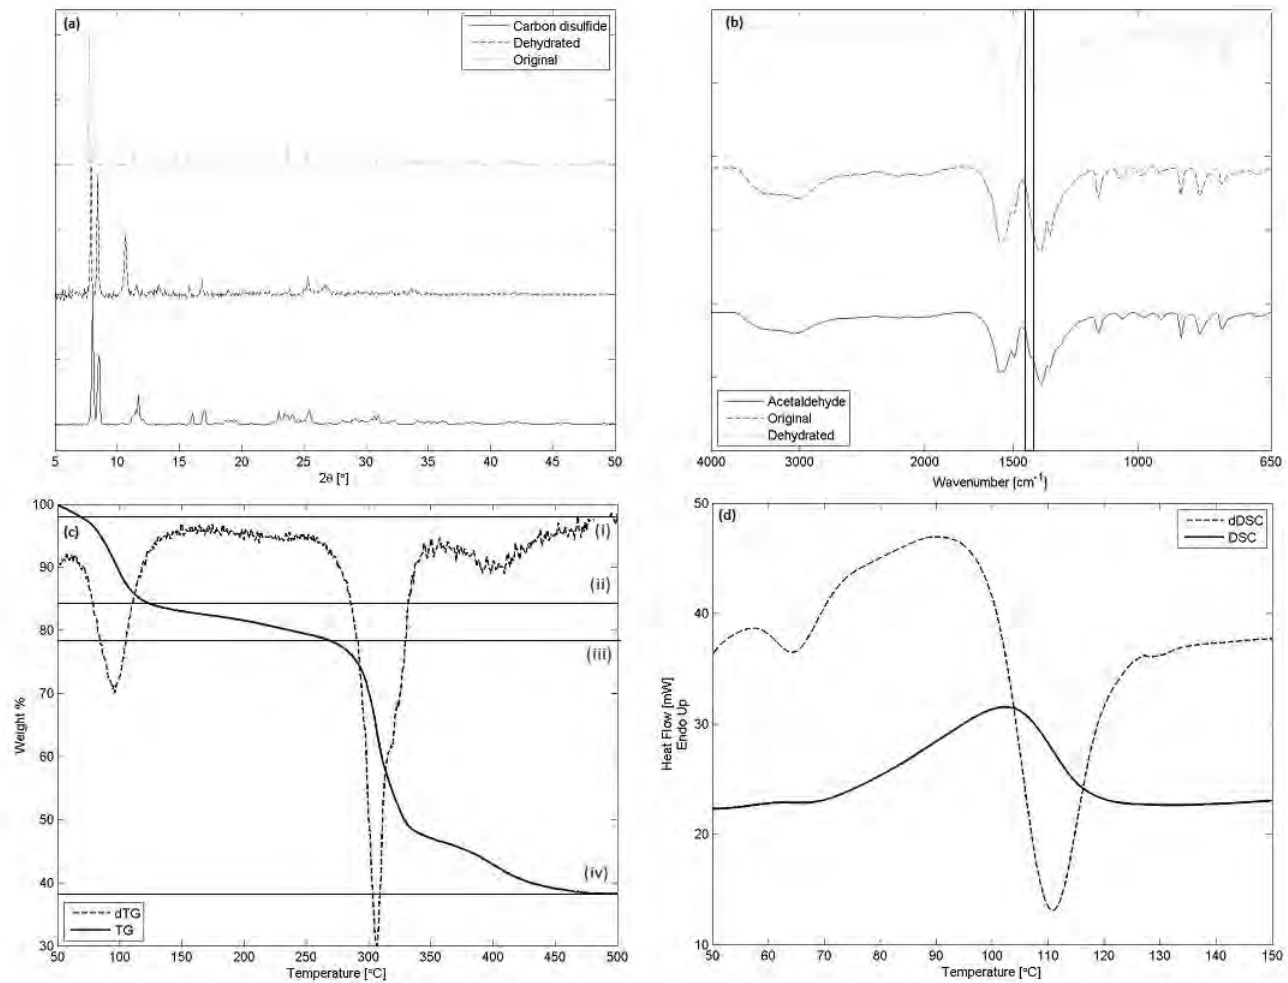 (a)
Carbon disulfide
Dehydrated
Original
5 10 15 20 25 30 35 40 45 50
2θ [°]
(b)
Acetaldehyde
Original
Dehydrated
4000 3000 2000 1500 1000 650
Wavenumber [cm-1]
(c)
100
90
80
70
60
50
40
30
Weight %
(i)
(ii)
(iii)
(iv)
dTG
TG
50 100 150 200 250 300 350 400 450 500
Temperature [°C]
(d)
dDSC
DSC
50
40
30
20
10
Heat Flow [mW]
Endo Up
50 60 70 80 90 100 110 120 130 140 150
Temperature [°C]